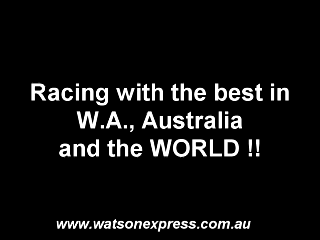 Racing with the best in
W.A., Australia
and the WORLD !!
www.watsonexpress.com.au